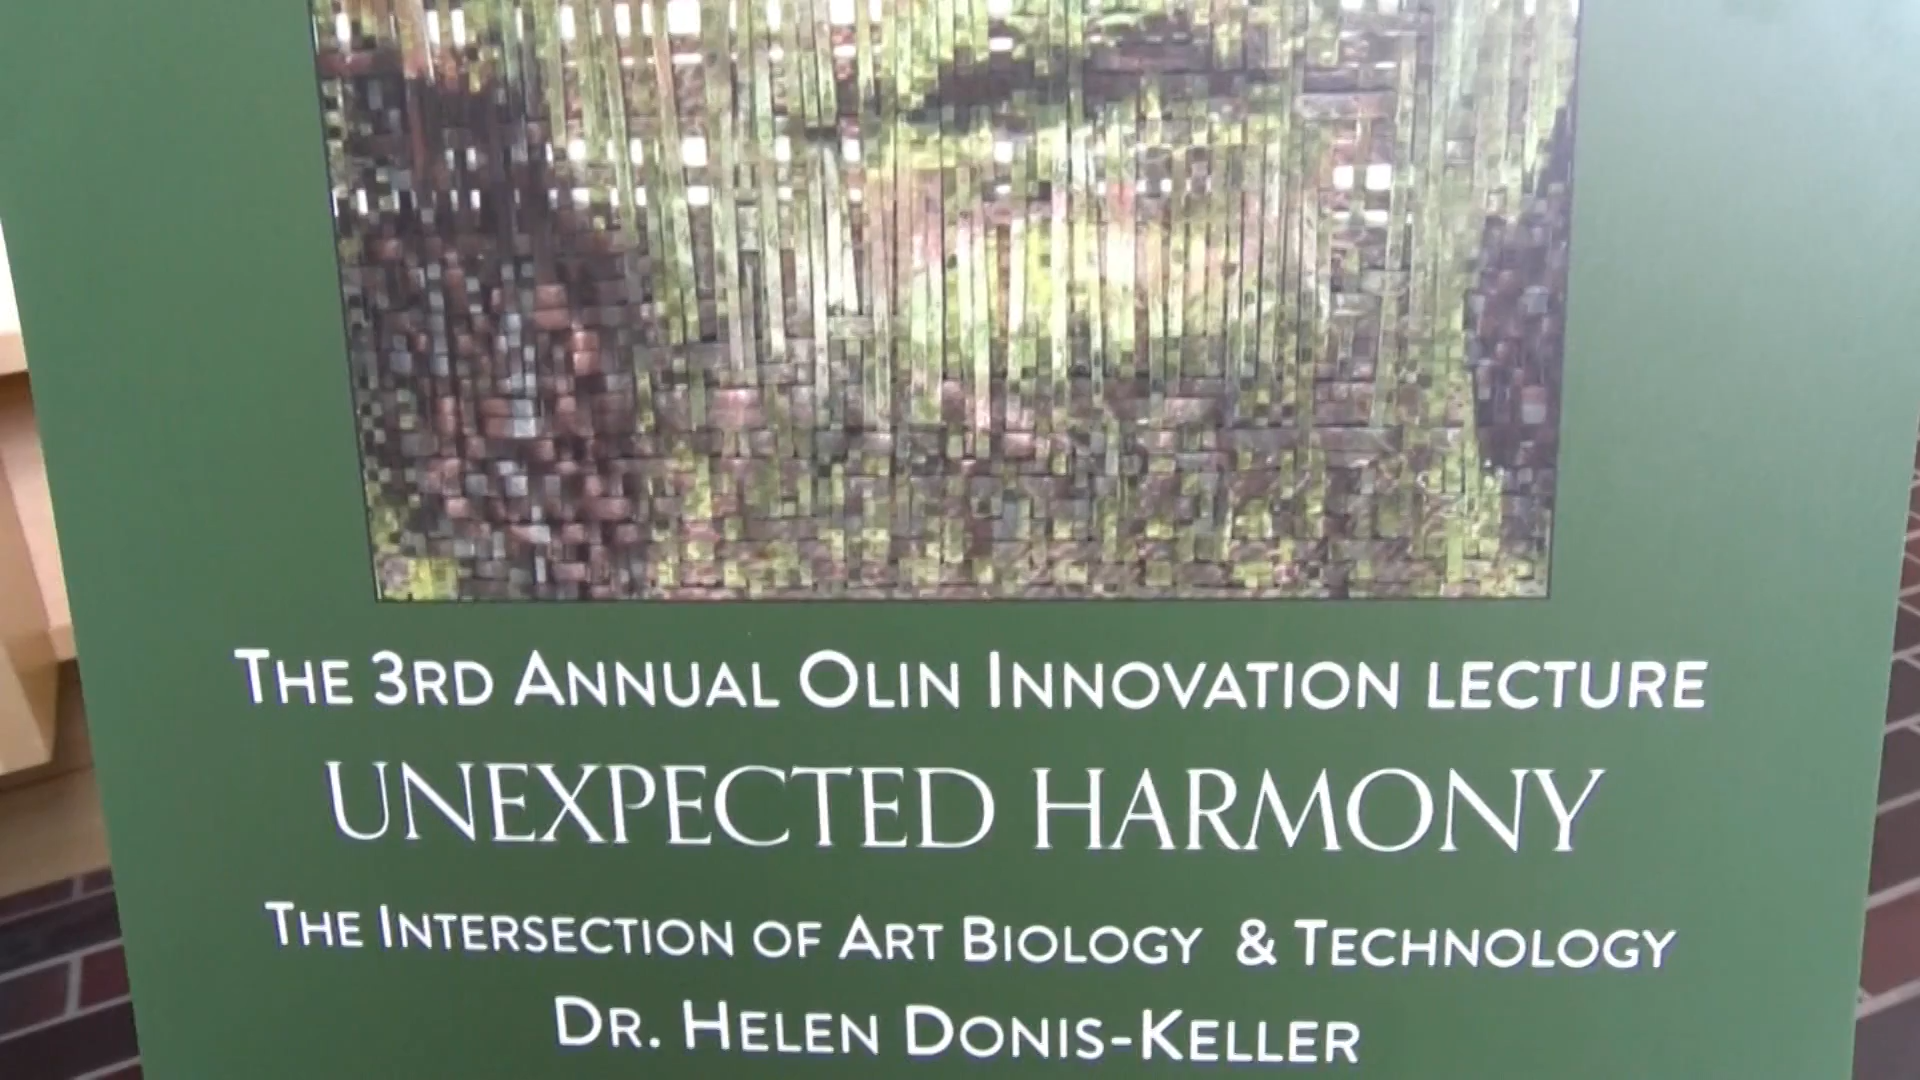 The 3rd Annual Olin Innovation Lecture
Unexpected Harmony
The Intersection of Art Biology & Technology
Dr. Helen Donis-Keller